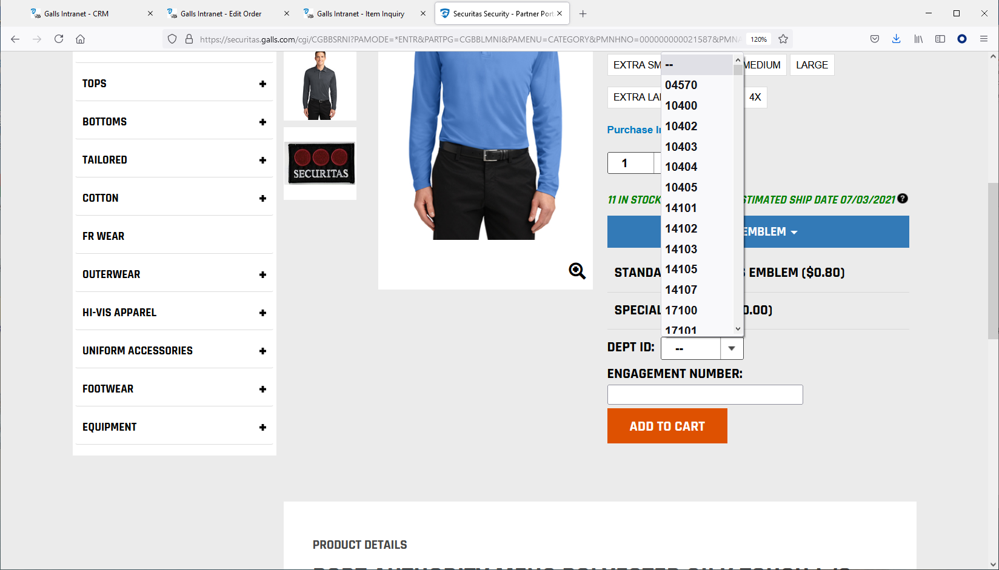 Galls Intranet - CRM
Galls Intranet - Edit Order
Galls Intranet - Item Inquiry
Securitas Security - Partner Port
https://securitas.galls.com/cgi/CGBBSRNI?PAMODE=*ENTR&PARTPG=CGBBLMNI&PAMENU=CATEGORY&PMNHNO=000000000021587&PMNA
120%
TOPS
BOTTOMS
TAILORED
COTTON
FR WEAR
OUTERWEAR
HI-VIS APPAREL
UNIFORM ACCESSORIES
FOOTWEAR
EQUIPMENT
SECURITAS
EXTRA SM
MEDIUM
LARGE
EXTRA LA
4X
Purchase I
1
11 IN STOCK
STIMATED SHIP DATE 07/03/2021
EMBLEM
STANDA
EMBLEM ($0.80)
SPECIAL
0.00)
--
04570
10400
10402
10403
10404
10405
14101
14102
14103
14105
14107
17100
17101
DEPT ID:
--
ENGAGEMENT NUMBER:
ADD TO CART
PRODUCT DETAILS